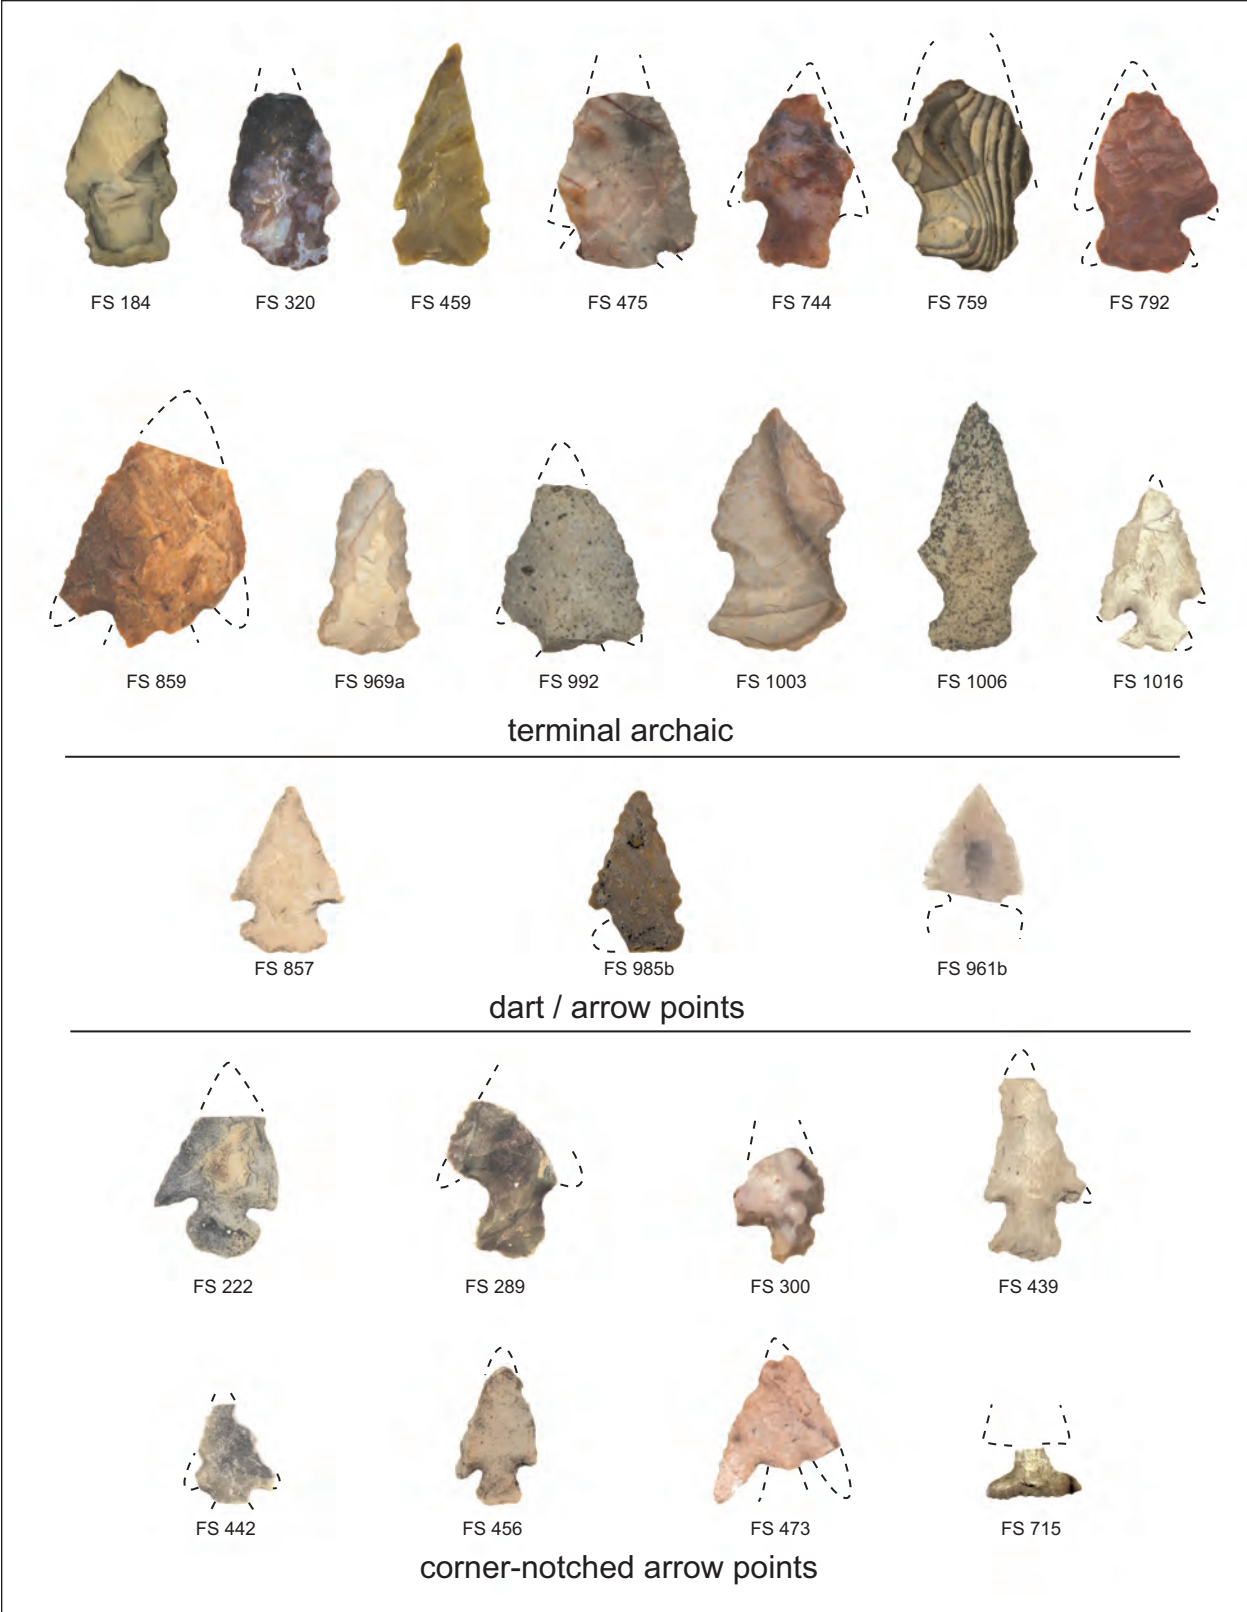 FS 184 FS 320 FS 459 FS 475 FS 744 FS 759 FS 792
FS 859 FS 969a FS 992 FS 1003 FS 1006 FS 1016
terminal archaic
FS 857 FS 985b FS 961b
dart / arrow points
FS 222 FS 289 FS 300 FS 439
FS 442 FS 456 FS 473 FS 715
corner-notched arrow points